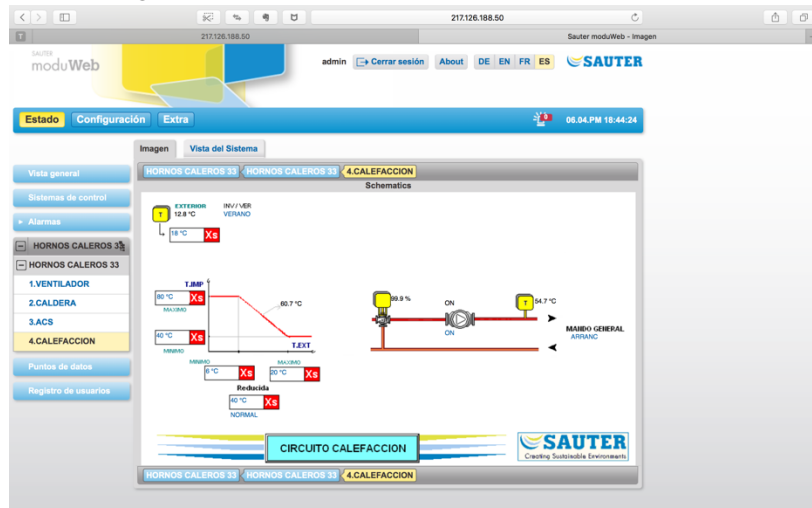 217.126.188.50
T
217.126.188.50
Sauter moduWeb - Imagen
SAUTER
moduWeb
admin Cerrar sesión About DE EN FR ES SAUTER
Estado Configuración Extra
06.04.PM 18:44:24
Imagen Vista del Sistema
Vista general
Sistemas de control
Alarmas
HORNOS CALEROS 33
HORNOS CALEROS 33
1.VENTILADOR
2.CALDERA
3.ACS
4.CALEFACCION
Puntos de datos
Registro de usuarios
HORNOS CALEROS 33 HORNOS CALEROS 33 4.CALEFACCION
Schematics
T
EXTERIOR INV / VER
12.8 °C VERANO
18 °C Xs
T.IMP
80 °C Xs
MAXIMO
60.7 °C
40 °C Xs
MINIMO
T.EXT
MINIMO MAXIMO
6 °C Xs 20 °C Xs
Reducida
40 °C Xs
NORMAL
99.9 % ON T 54.7 °C
ON
MANDO GENERAL
ARRANC
CIRCUITO CALEFACCION
SAUTER
Creating Sustainable Environments
HORNOS CALEROS 33 HORNOS CALEROS 33 4.CALEFACCION